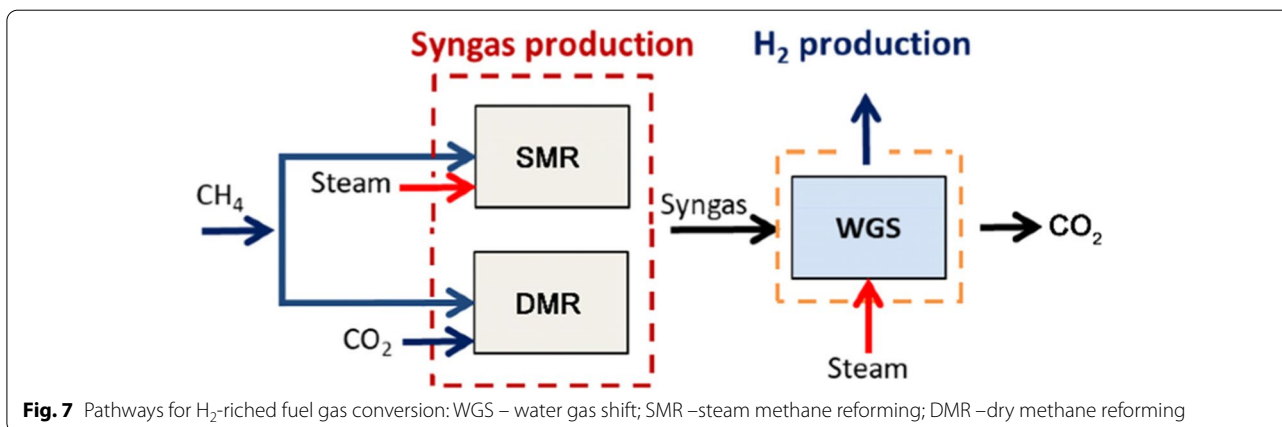 Syngas production
H₂ production
SMR
Steam
CH₄
Syngas
WGS
CO₂
DMR
CO₂
Steam
Fig. 7 Pathways for H₂-riched fuel gas conversion: WGS – water gas shift; SMR –steam methane reforming; DMR –dry methane reforming